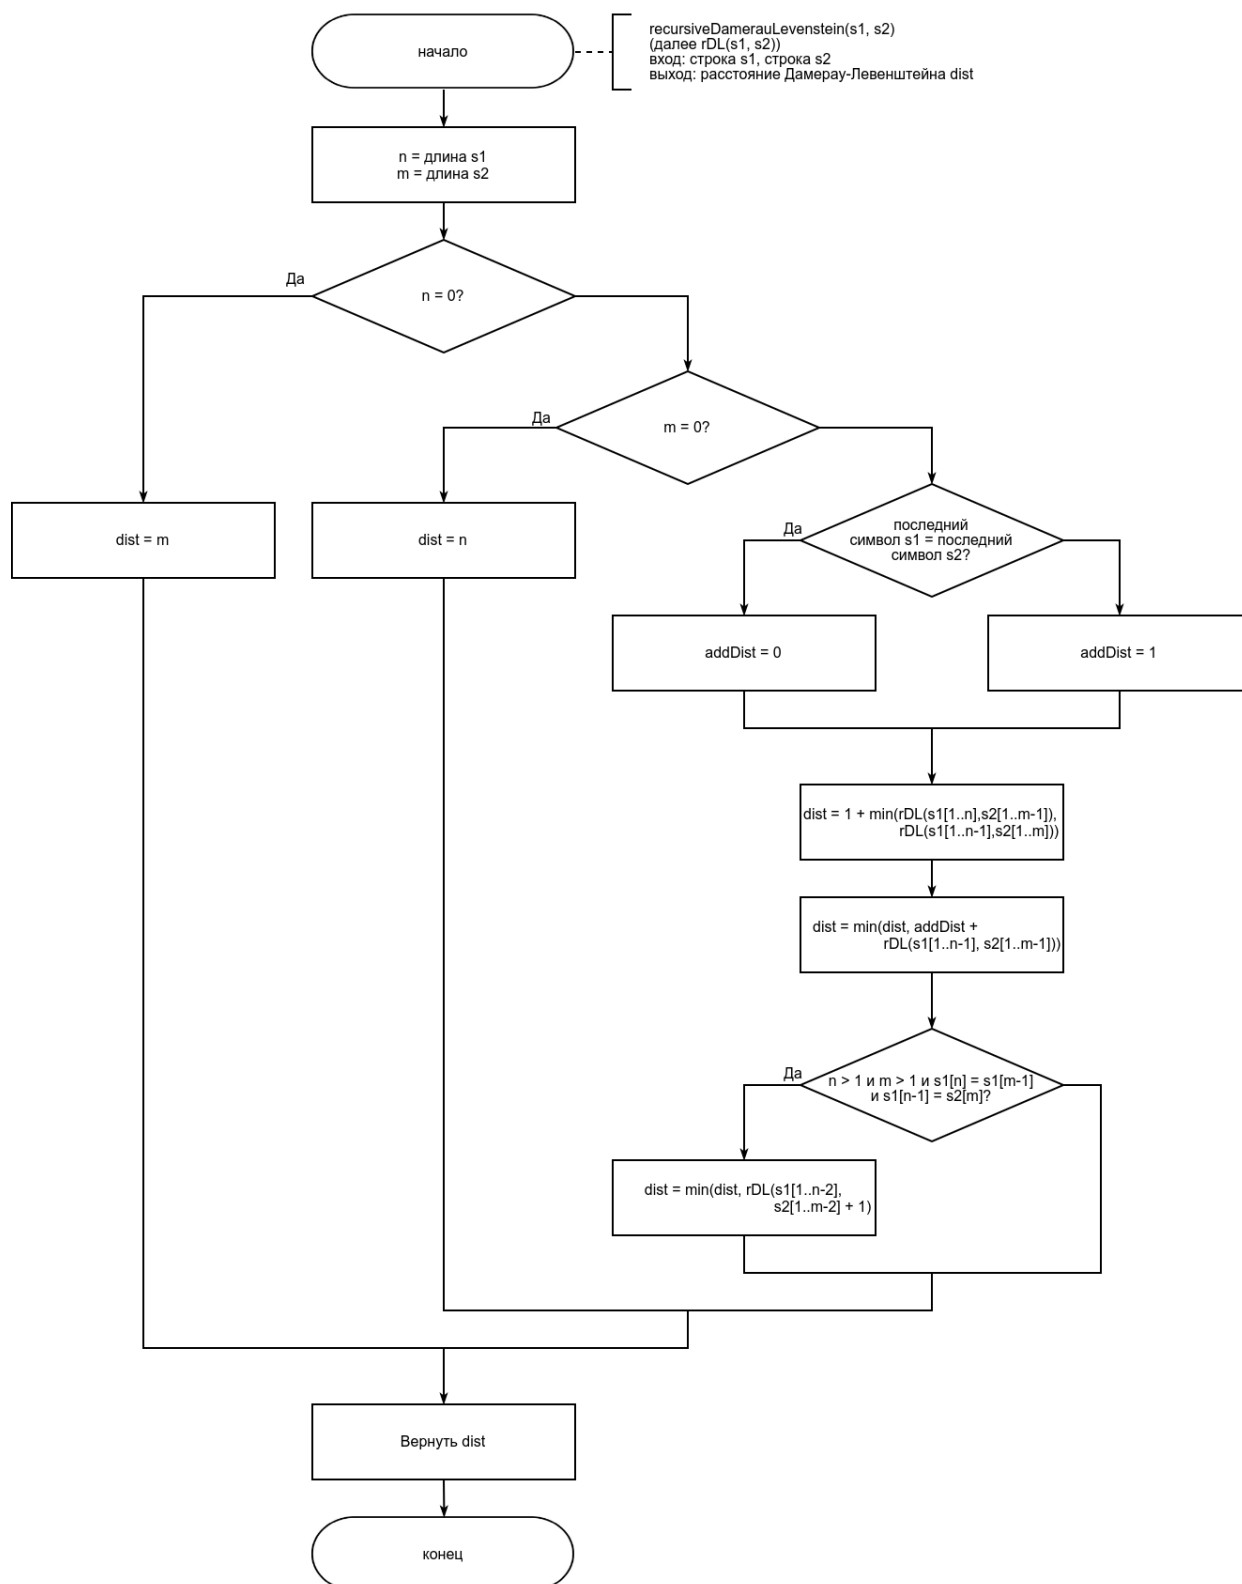 начало
recursiveDamerauLevenstein(s1, s2)
(далее rDL(s1, s2))
вход: строка s1, строка s2
выход: расстояние Дамерау-Левенштейна dist
n = длина s1
m = длина s2
Да
n = 0?
Да
m = 0?
dist = m
dist = n
Да
последний
символ s1 = последний
символ s2?
addDist = 0
addDist = 1
dist = 1 + min(rDL(s1[1..n],s2[1..m-1]),
rDL(s1[1..n-1],s2[1..m]))
dist = min(dist, addDist +
rDL(s1[1..n-1], s2[1..m-1]))
Да
n > 1 и m > 1 и s1[n] = s1[m-1]
и s1[n-1] = s2[m]?
dist = min(dist, rDL(s1[1..n-2],
s2[1..m-2] + 1)
Вернуть dist
конец